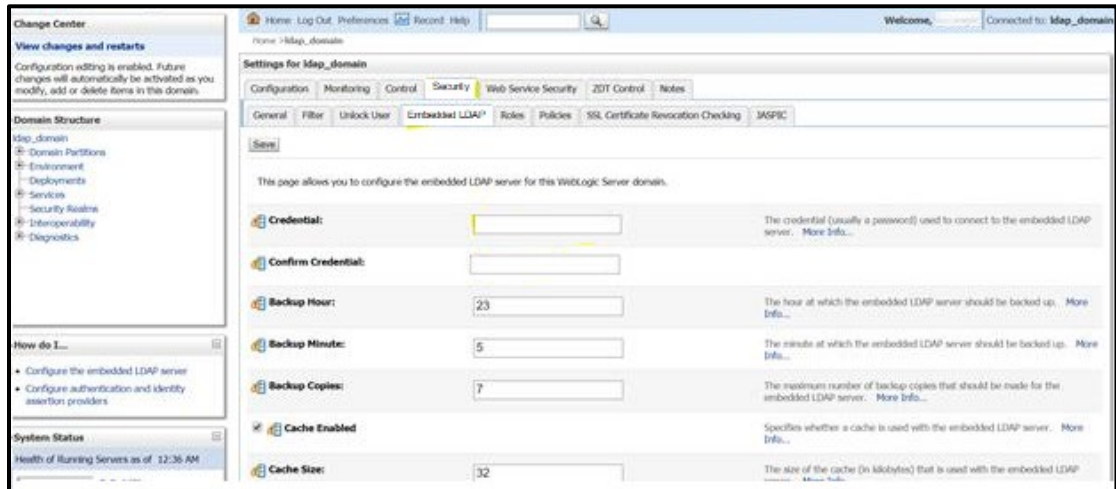 Change Center
View changes and restarts
Configuration editing is enabled. Future
changes will automatically be activated as you
modify, add or delete items in this domain.
Domain Structure
ldap_domain
Domain Partitions
Environment
Deployments
Services
Security Realms
Interoperability
Diagnostics
How do I...
Configure the embedded LDAP server
Configure authentication and identity
assertion providers
System Status
Health of Running Servers as of 12:36 AM
Home Log Out Preferences Record Help
Welcome,
Connected to: ldap_domain
Home >ldap_domain
Settings for ldap_domain
Configuration Monitoring Control Security Web Service Security ZDT Control Notes
General Filter Unlock User Embedded LDAP Roles Policies SSL Certificate Revocation Checking JASPIC
Save
This page allows you to configure the embedded LDAP server for this WebLogic Server domain.
Credential:
The credential (usually a password) used to connect to the embedded LDAP
server. More Info...
Confirm Credential:
Backup Hour:
23
The hour at which the embedded LDAP server should be backed up. More
Info...
Backup Minute:
5
The minute at which the embedded LDAP server should be backed up. More
Info...
Backup Copies:
7
The maximum number of backup copies that should be made for the
embedded LDAP server. More Info...
Cache Enabled
Specifies whether a cache is used with the embedded LDAP server. More
Info...
Cache Size:
32
The size of the cache (in kilobytes) that is used with the embedded LDAP